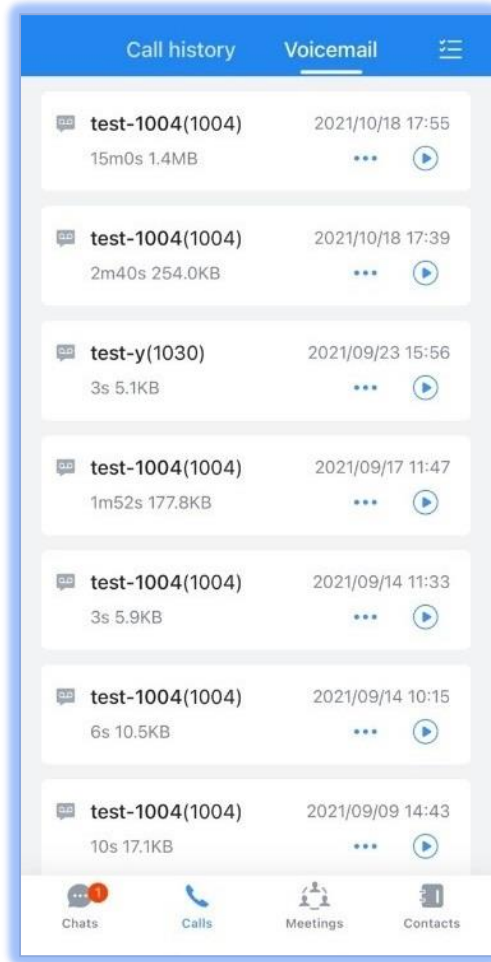 Call history Voicemail
test-1004(1004) 2021/10/18 17:55
15m0s 1.4MB
test-1004(1004) 2021/10/18 17:39
2m40s 254.0KB
test-y(1030) 2021/09/23 15:56
3s 5.1KB
test-1004(1004) 2021/09/17 11:47
1m52s 177.8KB
test-1004(1004) 2021/09/14 11:33
3s 5.9KB
test-1004(1004) 2021/09/14 10:15
6s 10.5KB
test-1004(1004) 2021/09/09 14:43
10s 17.1KB
1
Chats Calls Meetings Contacts